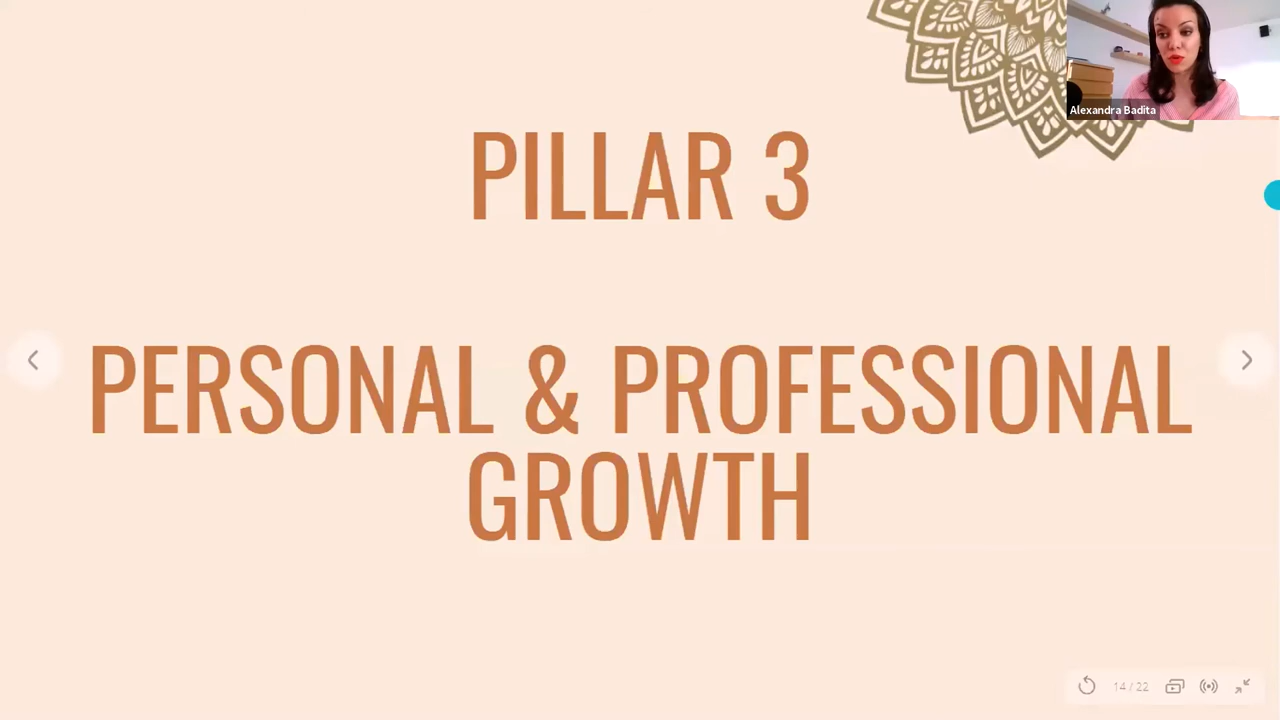 Alexandra Badita
PILLAR 3
PERSONAL & PROFESSIONAL
GROWTH
14 / 22